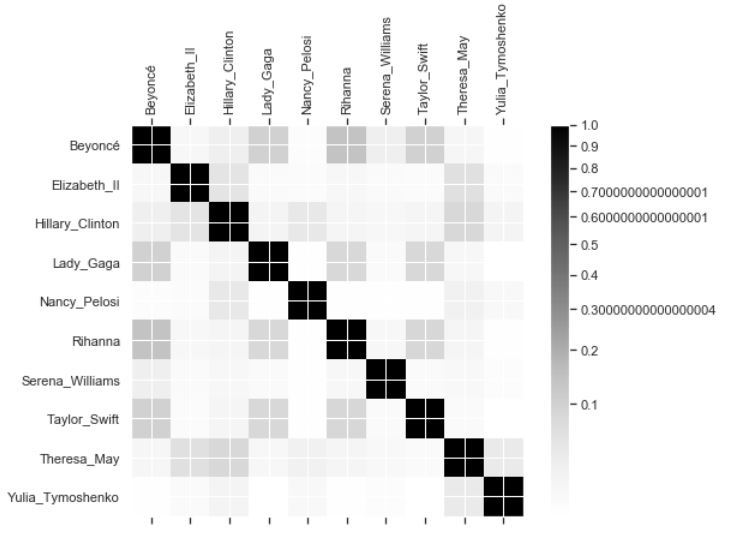 Beyoncé
Elizabeth_II
Hillary_Clinton
Lady_Gaga
Nancy_Pelosi
Rihanna
Serena_Williams
Taylor_Swift
Theresa_May
Yulia_Tymoshenko
Beyoncé
Elizabeth_II
Hillary_Clinton
Lady_Gaga
Nancy_Pelosi
Rihanna
Serena_Williams
Taylor_Swift
Theresa_May
Yulia_Tymoshenko
1.0
0.9
0.8
0.7000000000000001
0.6000000000000001
0.5
0.4
0.30000000000000004
0.2
0.1